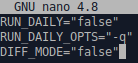 GNU nano 4.8
RUN_DAILY="false"
RUN_DAILY_OPTS="-q"
DIFF_MODE="false"